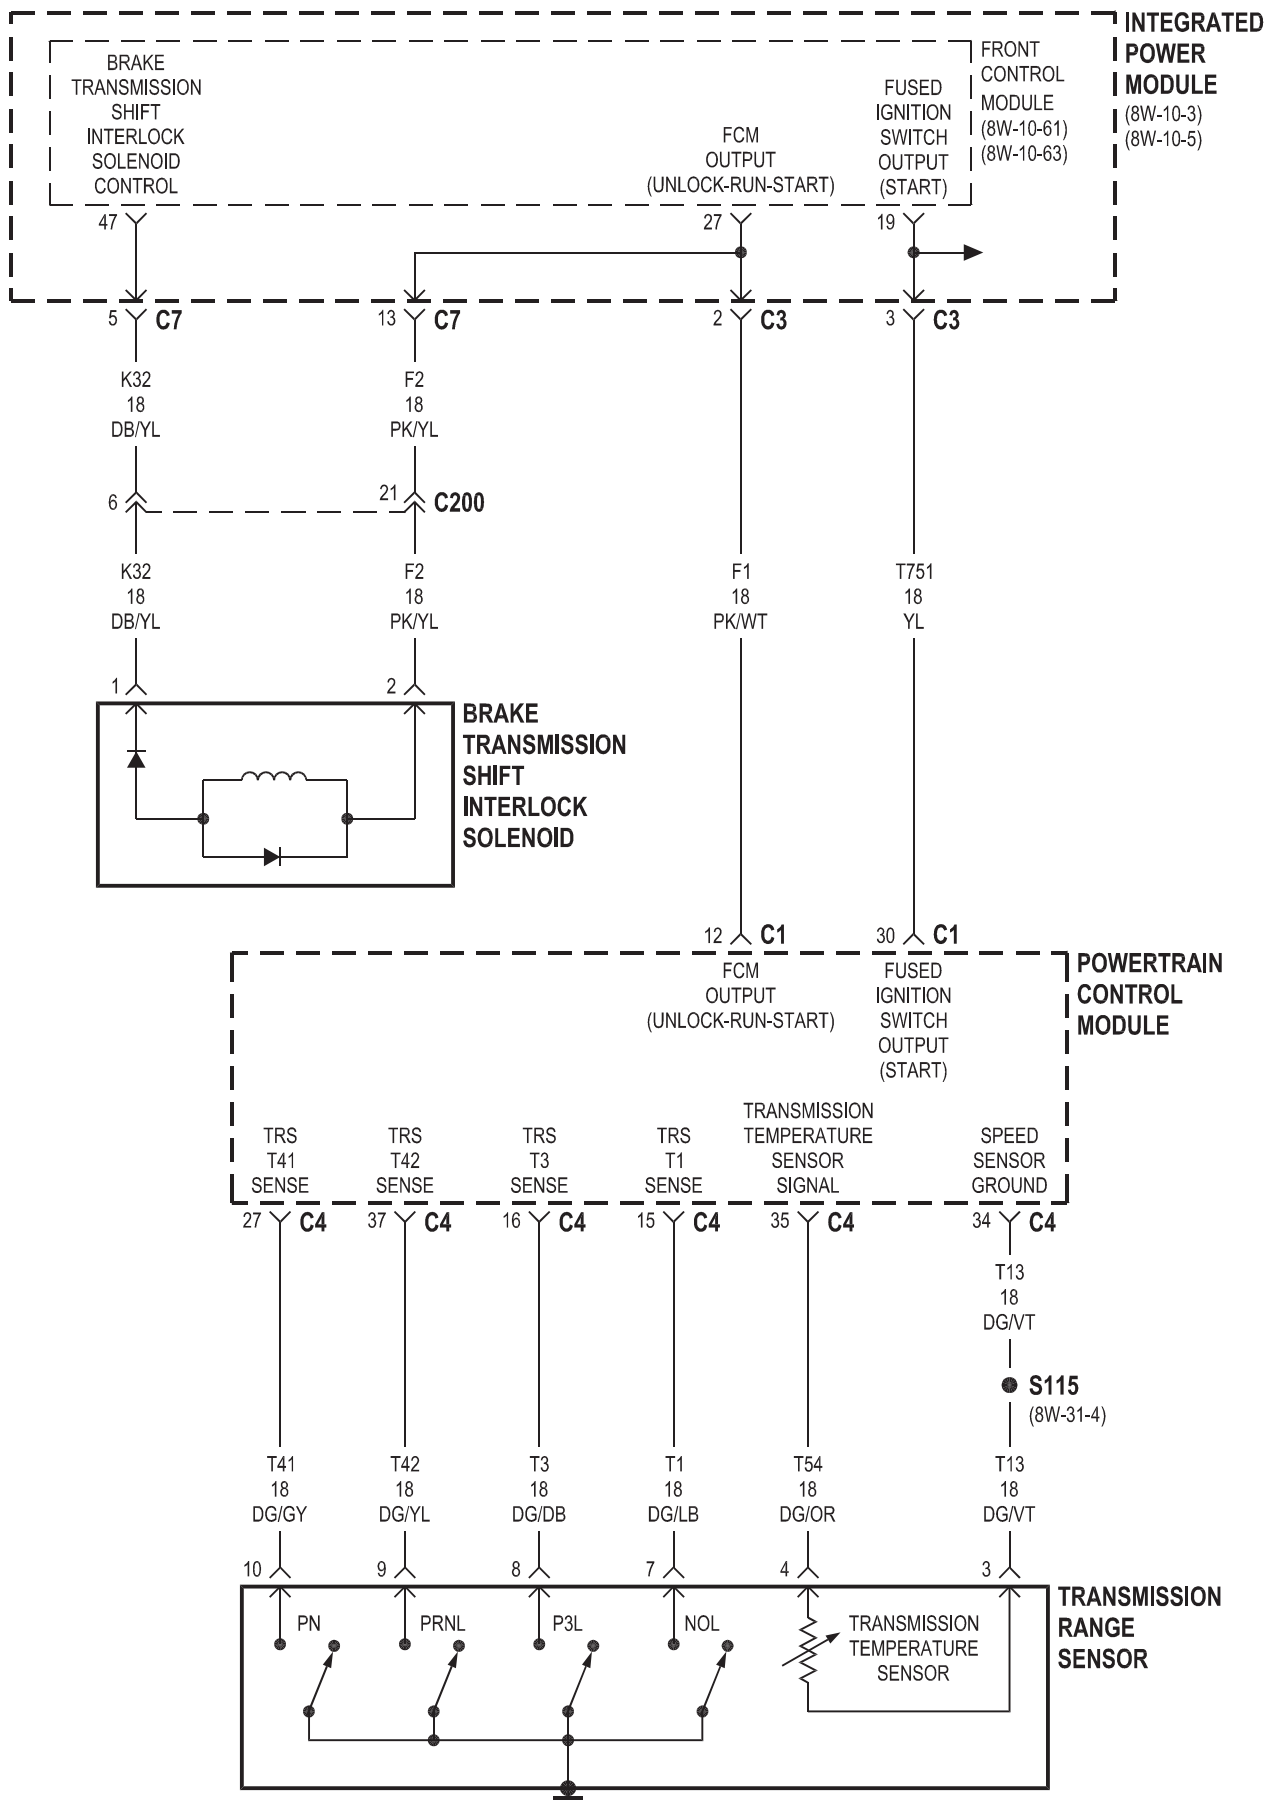 INTEGRATED
POWER
MODULE
(8W-10-3)
(8W-10-5)
FRONT
CONTROL
MODULE
(8W-10-61)
(8W-10-63)
BRAKE
TRANSMISSION
SHIFT
INTERLOCK
SOLENOID
CONTROL
FCM
OUTPUT
(UNLOCK-RUN-START)
FUSED
IGNITION
SWITCH
OUTPUT
(START)
47
27
19
5 C7
13 C7
2 C3
3 C3
K32
18
DB/YL
F2
18
PK/YL
6
21
C200
K32
18
DB/YL
F2
18
PK/YL
F1
18
PK/WT
T751
18
YL
1
2
BRAKE
TRANSMISSION
SHIFT
INTERLOCK
SOLENOID
12 C1
30 C1
POWERTRAIN
CONTROL
MODULE
FCM
OUTPUT
(UNLOCK-RUN-START)
FUSED
IGNITION
SWITCH
OUTPUT
(START)
TRS
T41
SENSE
TRS
T42
SENSE
TRS
T3
SENSE
TRS
T1
SENSE
TRANSMISSION
TEMPERATURE
SENSOR
SIGNAL
SPEED
SENSOR
GROUND
27 C4
37 C4
16 C4
15 C4
35 C4
34 C4
T13
18
DG/VT
S115
(8W-31-4)
T41
18
DG/GY
T42
18
DG/YL
T3
18
DG/DB
T1
18
DG/LB
T54
18
DG/OR
T13
18
DG/VT
10
9
8
7
4
3
TRANSMISSION
RANGE
SENSOR
PN
PRNL
P3L
NOL
TRANSMISSION
TEMPERATURE
SENSOR